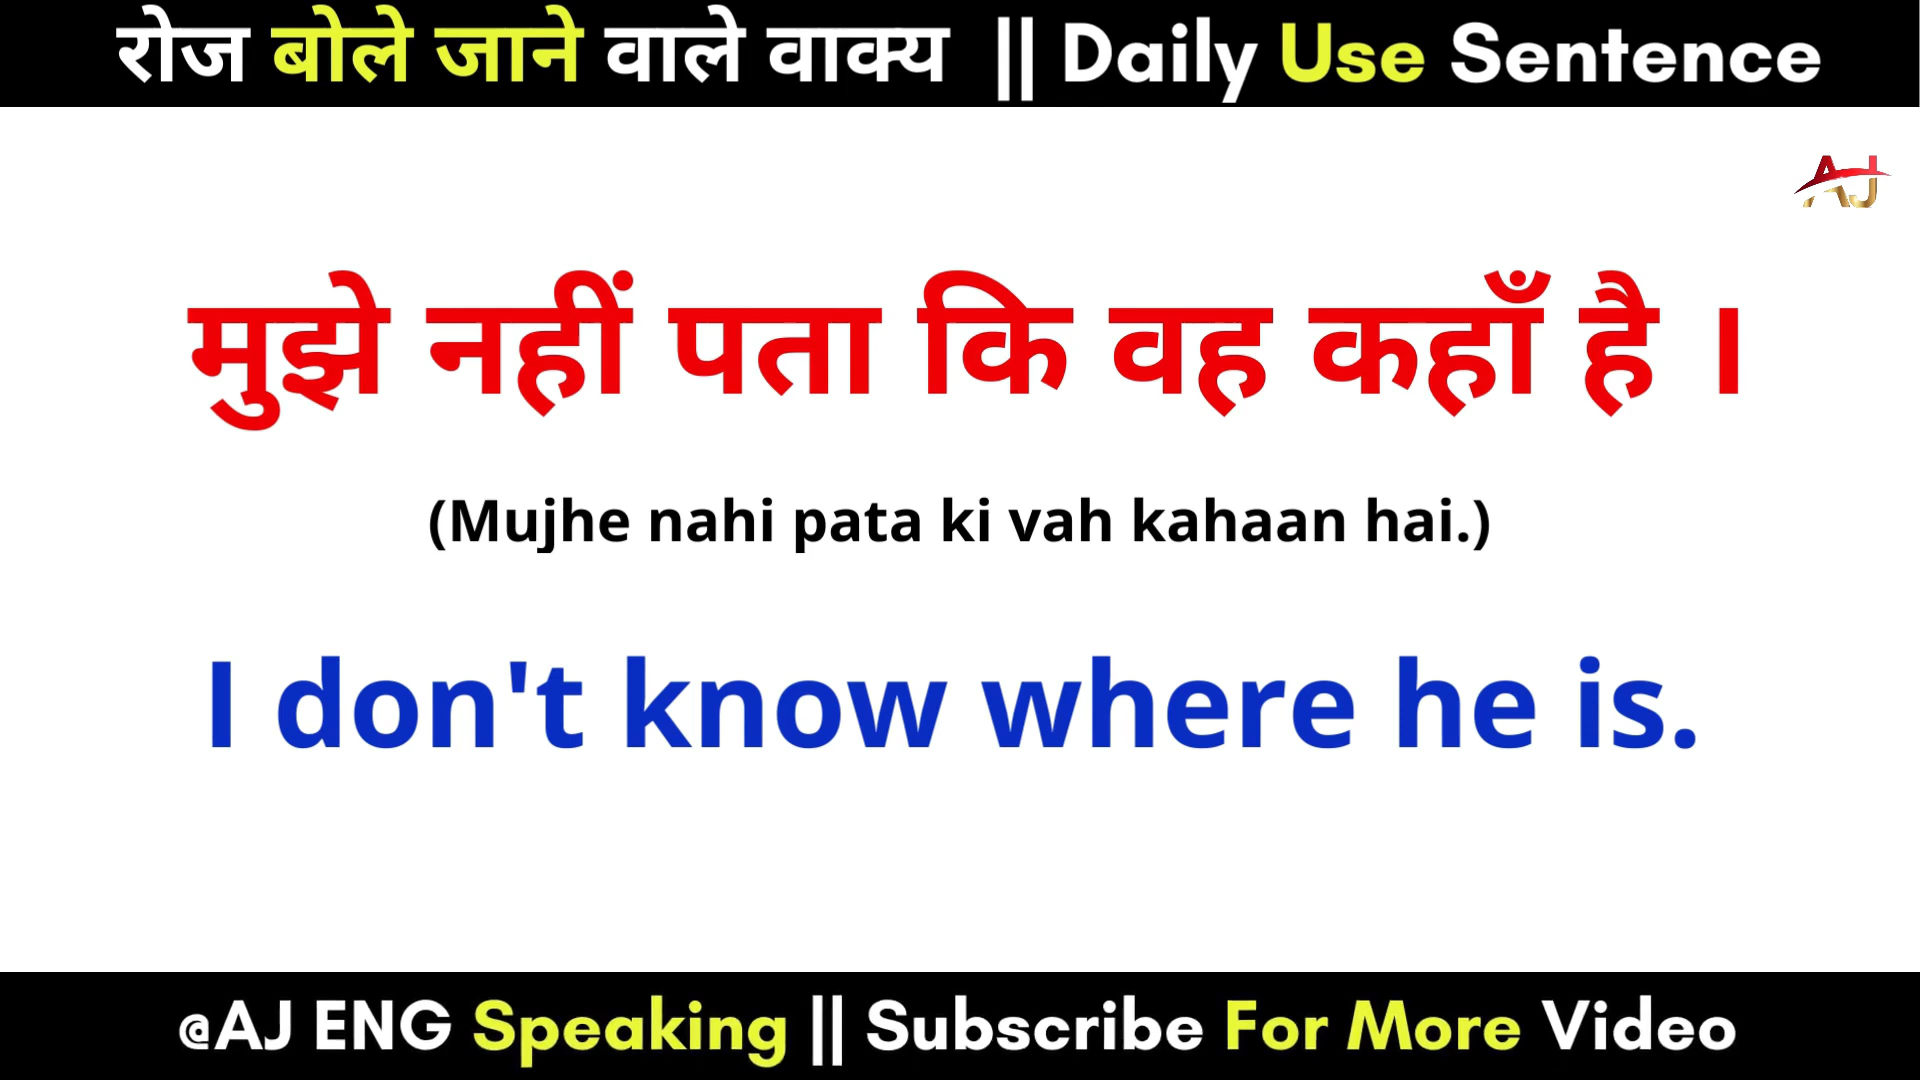 रोज बोले जाने वाले वाक्य || Daily Use Sentence
AJ
मुझे नहीं पता कि वह कहाँ है ।
(Mujhe nahi pata ki vah kahaan hai.)
I don't know where he is.
@AJ ENG Speaking || Subscribe For More Video